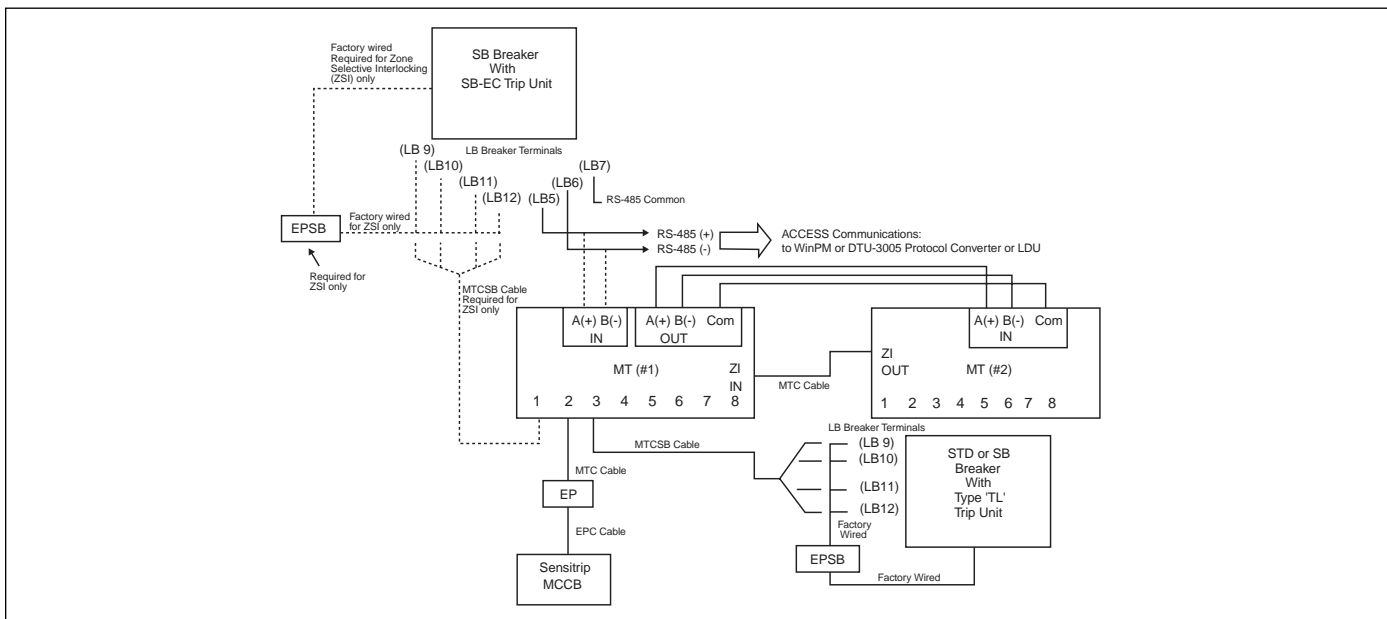 Factory wired
Required for Zone
Selective Interlocking
(ZSI) only
SB Breaker
With
SB-EC Trip Unit
LB Breaker Terminals
(LB 9)
(LB10)
(LB11)
(LB12)
(LB5)
(LB6)
(LB7)
RS-485 Common
EPSB
Factory wired
for ZSI only
Required for
ZSI only
RS-485 (+)
RS-485 (-)
ACCESS Communications:
to WinPM or DTU-3005 Protocol Converter or LDU
MTCSB Cable
Required for
ZSI only
A(+) B(-)
IN
A(+) B(-) Com
OUT
MT (#1)
ZI
IN
1 2 3 4 5 6 7 8
MTC Cable
A(+) B(-) Com
IN
ZI
OUT
MT (#2)
1 2 3 4 5 6 7 8
MTC Cable
EP
EPC Cable
Sensitrip
MCCB
MTCSB Cable
LB Breaker Terminals
(LB 9)
(LB10)
(LB11)
(LB12)
Factory
Wired
EPSB
Factory Wired
STD or SB
Breaker
With
Type 'TL'
Trip Unit